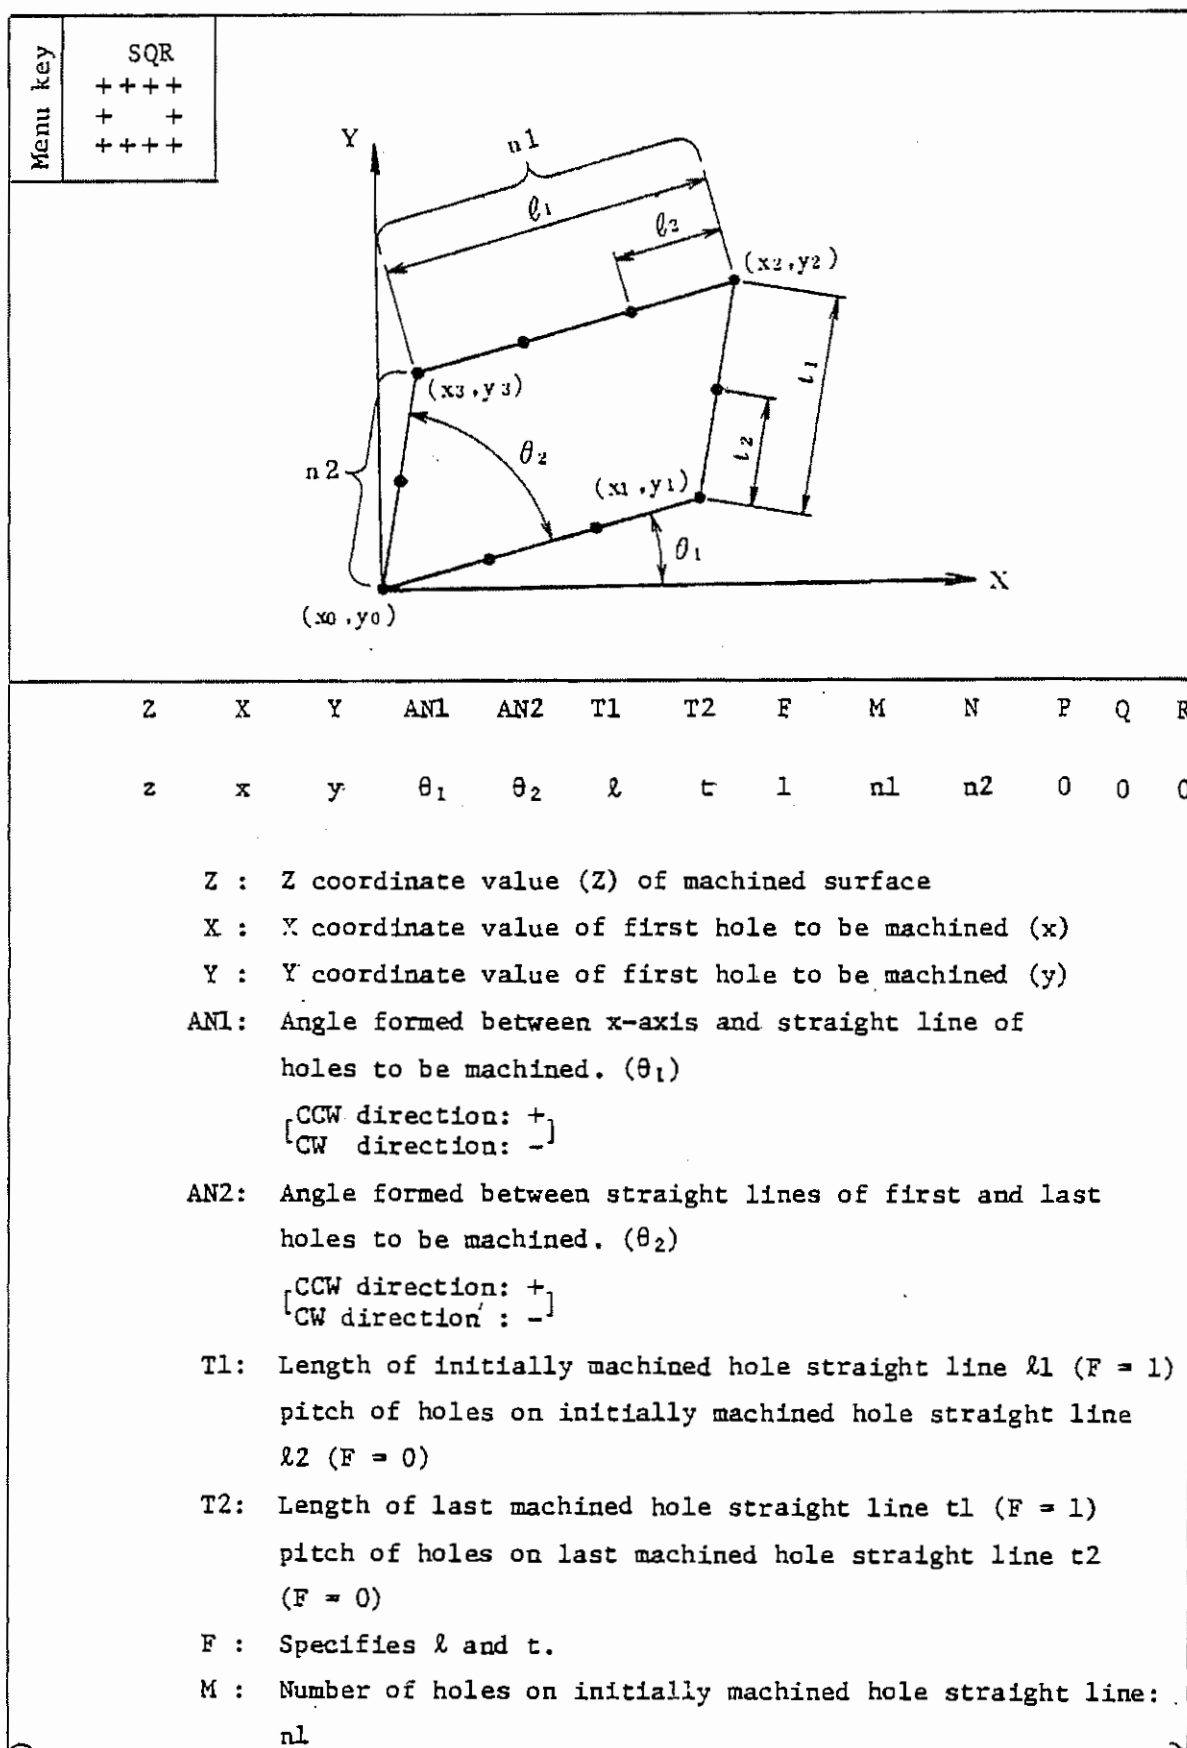 Menu key
SQR
++++
+ +
++++
Y
n1
ℓ1
ℓ2
(x2,y2)
(x3,y3)
t1
θ2
t2
n2
(x1,y1)
θ1
X
(x0,y0)
Z X Y AN1 AN2 T1 T2 F M N P Q R
z x y θ1 θ2 ℓ t 1 n1 n2 0 0 0
Z : Z coordinate value (Z) of machined surface
X : X coordinate value of first hole to be machined (x)
Y : Y coordinate value of first hole to be machined (y)
AN1: Angle formed between x-axis and straight line of
holes to be machined. (θ1)
[CCW direction: +]
[CW direction: -]
AN2: Angle formed between straight lines of first and last
holes to be machined. (θ2)
[CCW direction: +]
[CW direction : -]
T1: Length of initially machined hole straight line ℓ1 (F = 1)
pitch of holes on initially machined hole straight line
ℓ2 (F = 0)
T2: Length of last machined hole straight line t1 (F = 1)
pitch of holes on last machined hole straight line t2
(F = 0)
F : Specifies ℓ and t.
M : Number of holes on initially machined hole straight line:
n1